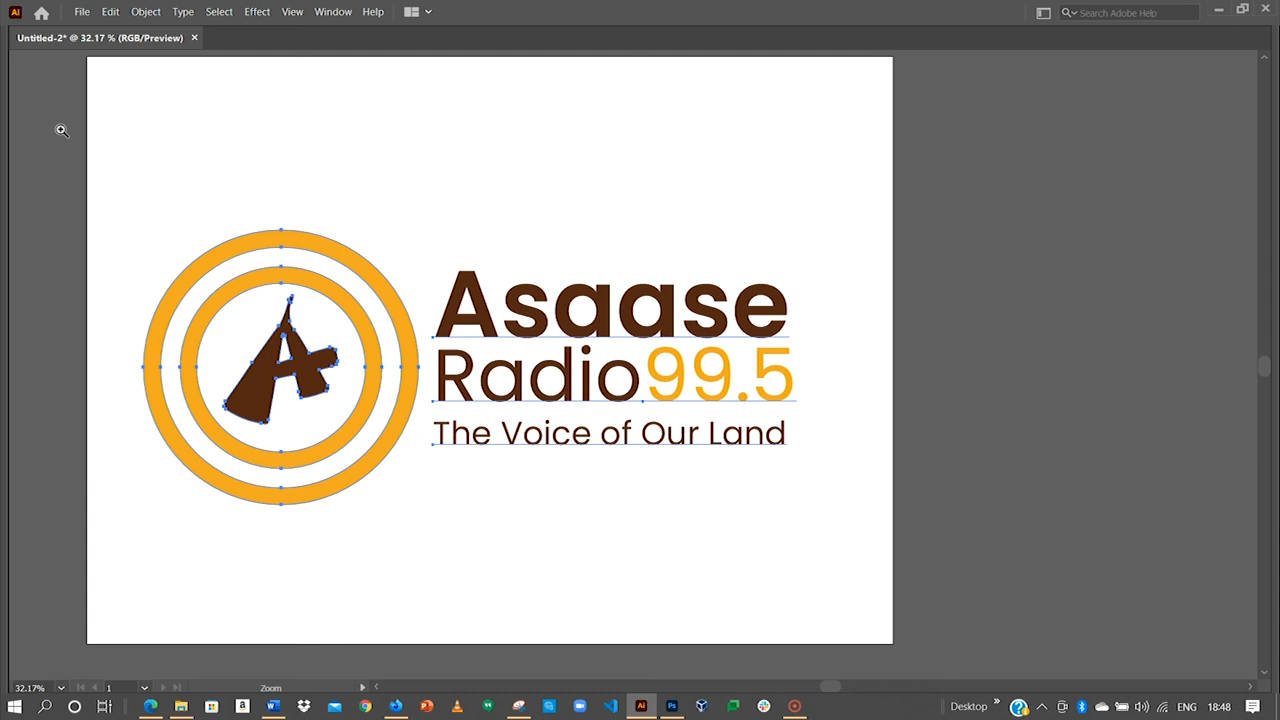 Ai File Edit Object Type Select Effect View Window Help Search Adobe Help
Untitled-2* @ 32.17 % (RGB/Preview) ×
A
Asaase
Radio99.5
The Voice of Our Land
32.17% 1 Zoom
Desktop ENG 18:48